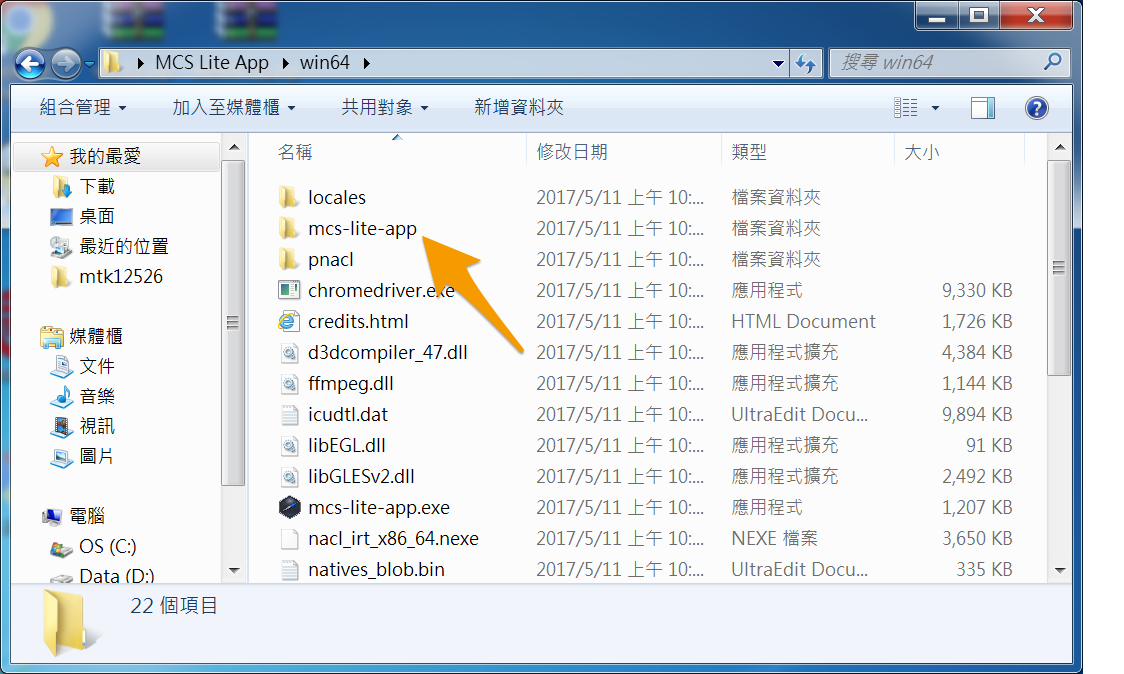 MCS Lite App win64
搜尋 win64
組合管理 加入至媒體櫃 共用對象 新增資料夾
我的最愛
下載
桌面
最近的位置
mtk12526
媒體櫃
文件
音樂
視訊
圖片
電腦
OS (C:)
Data (D:)
名稱 修改日期 類型 大小
locales 2017/5/11 上午 10:... 檔案資料夾
mcs-lite-app 2017/5/11 上午 10:... 檔案資料夾
pnacl 2017/5/11 上午 10:... 檔案資料夾
chromedriver.exe 2017/5/11 上午 10:... 應用程式 9,330 KB
credits.html 2017/5/11 上午 10:... HTML Document 1,726 KB
d3dcompiler_47.dll 2017/5/11 上午 10:... 應用程式擴充 4,384 KB
ffmpeg.dll 2017/5/11 上午 10:... 應用程式擴充 1,144 KB
icudtl.dat 2017/5/11 上午 10:... UltraEdit Docu... 9,894 KB
libEGL.dll 2017/5/11 上午 10:... 應用程式擴充 91 KB
libGLESv2.dll 2017/5/11 上午 10:... 應用程式擴充 2,492 KB
mcs-lite-app.exe 2017/5/11 上午 10:... 應用程式 1,207 KB
nacl_irt_x86_64.nexe 2017/5/11 上午 10:... NEXE 檔案 3,650 KB
natives_blob.bin 2017/5/11 上午 10:... UltraEdit Docu... 335 KB
22 個項目